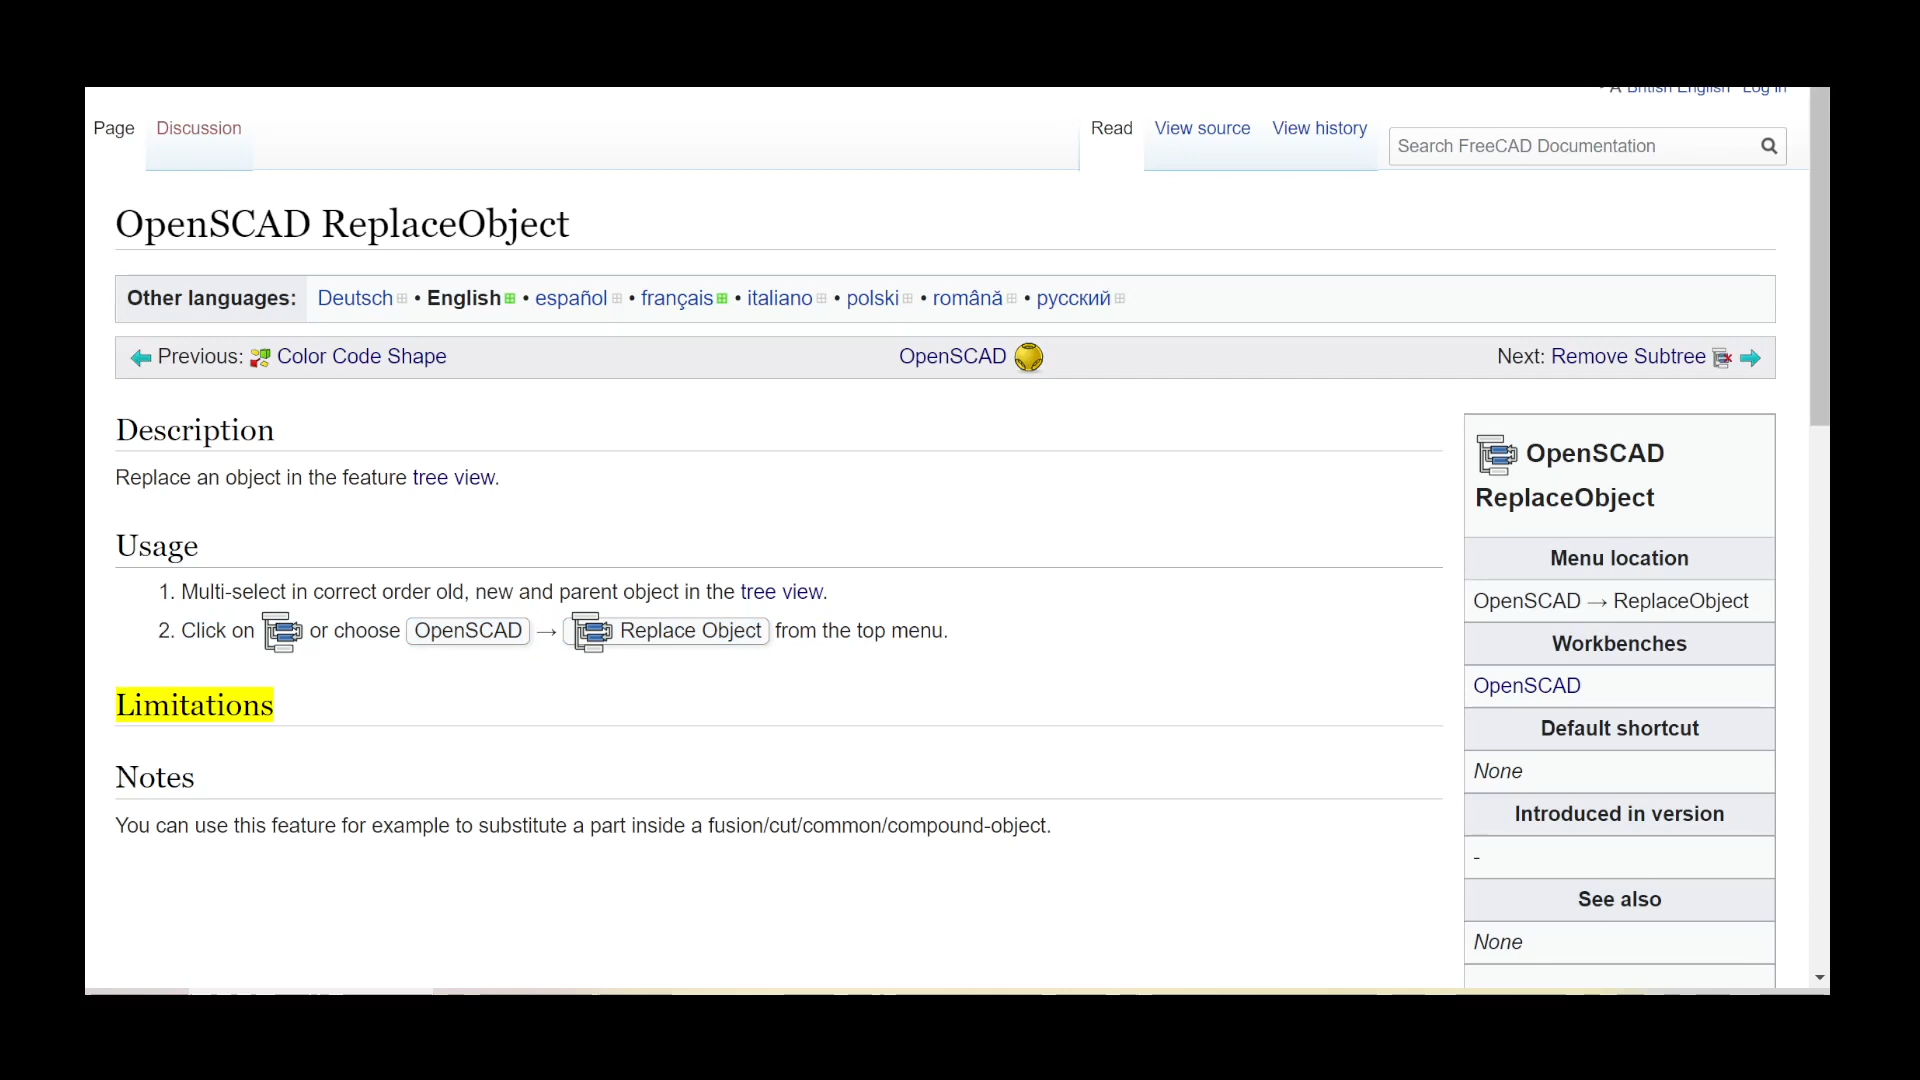 British English Log in
Page Discussion Read View source View history Search FreeCAD Documentation
OpenSCAD ReplaceObject
Other languages: Deutsch • English • español • français • italiano • polski • română • русский
Previous: Color Code Shape OpenSCAD Next: Remove Subtree
Description
Replace an object in the feature tree view.
Usage
1. Multi-select in correct order old, new and parent object in the tree view.
2. Click on or choose OpenSCAD → Replace Object from the top menu.
Limitations
Notes
You can use this feature for example to substitute a part inside a fusion/cut/common/compound-object.
OpenSCAD
ReplaceObject
Menu location
OpenSCAD → ReplaceObject
Workbenches
OpenSCAD
Default shortcut
None
Introduced in version
-
See also
None